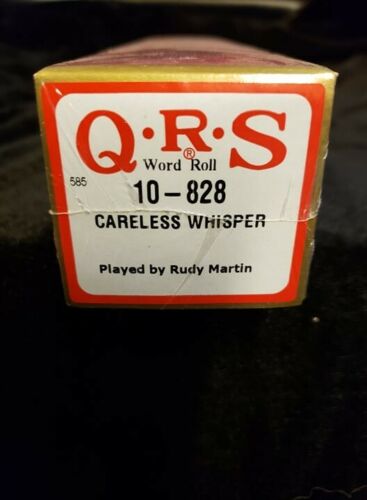 Q·R·S
®
Word Roll
585
10-828
CARELESS WHISPER
Played by Rudy Martin